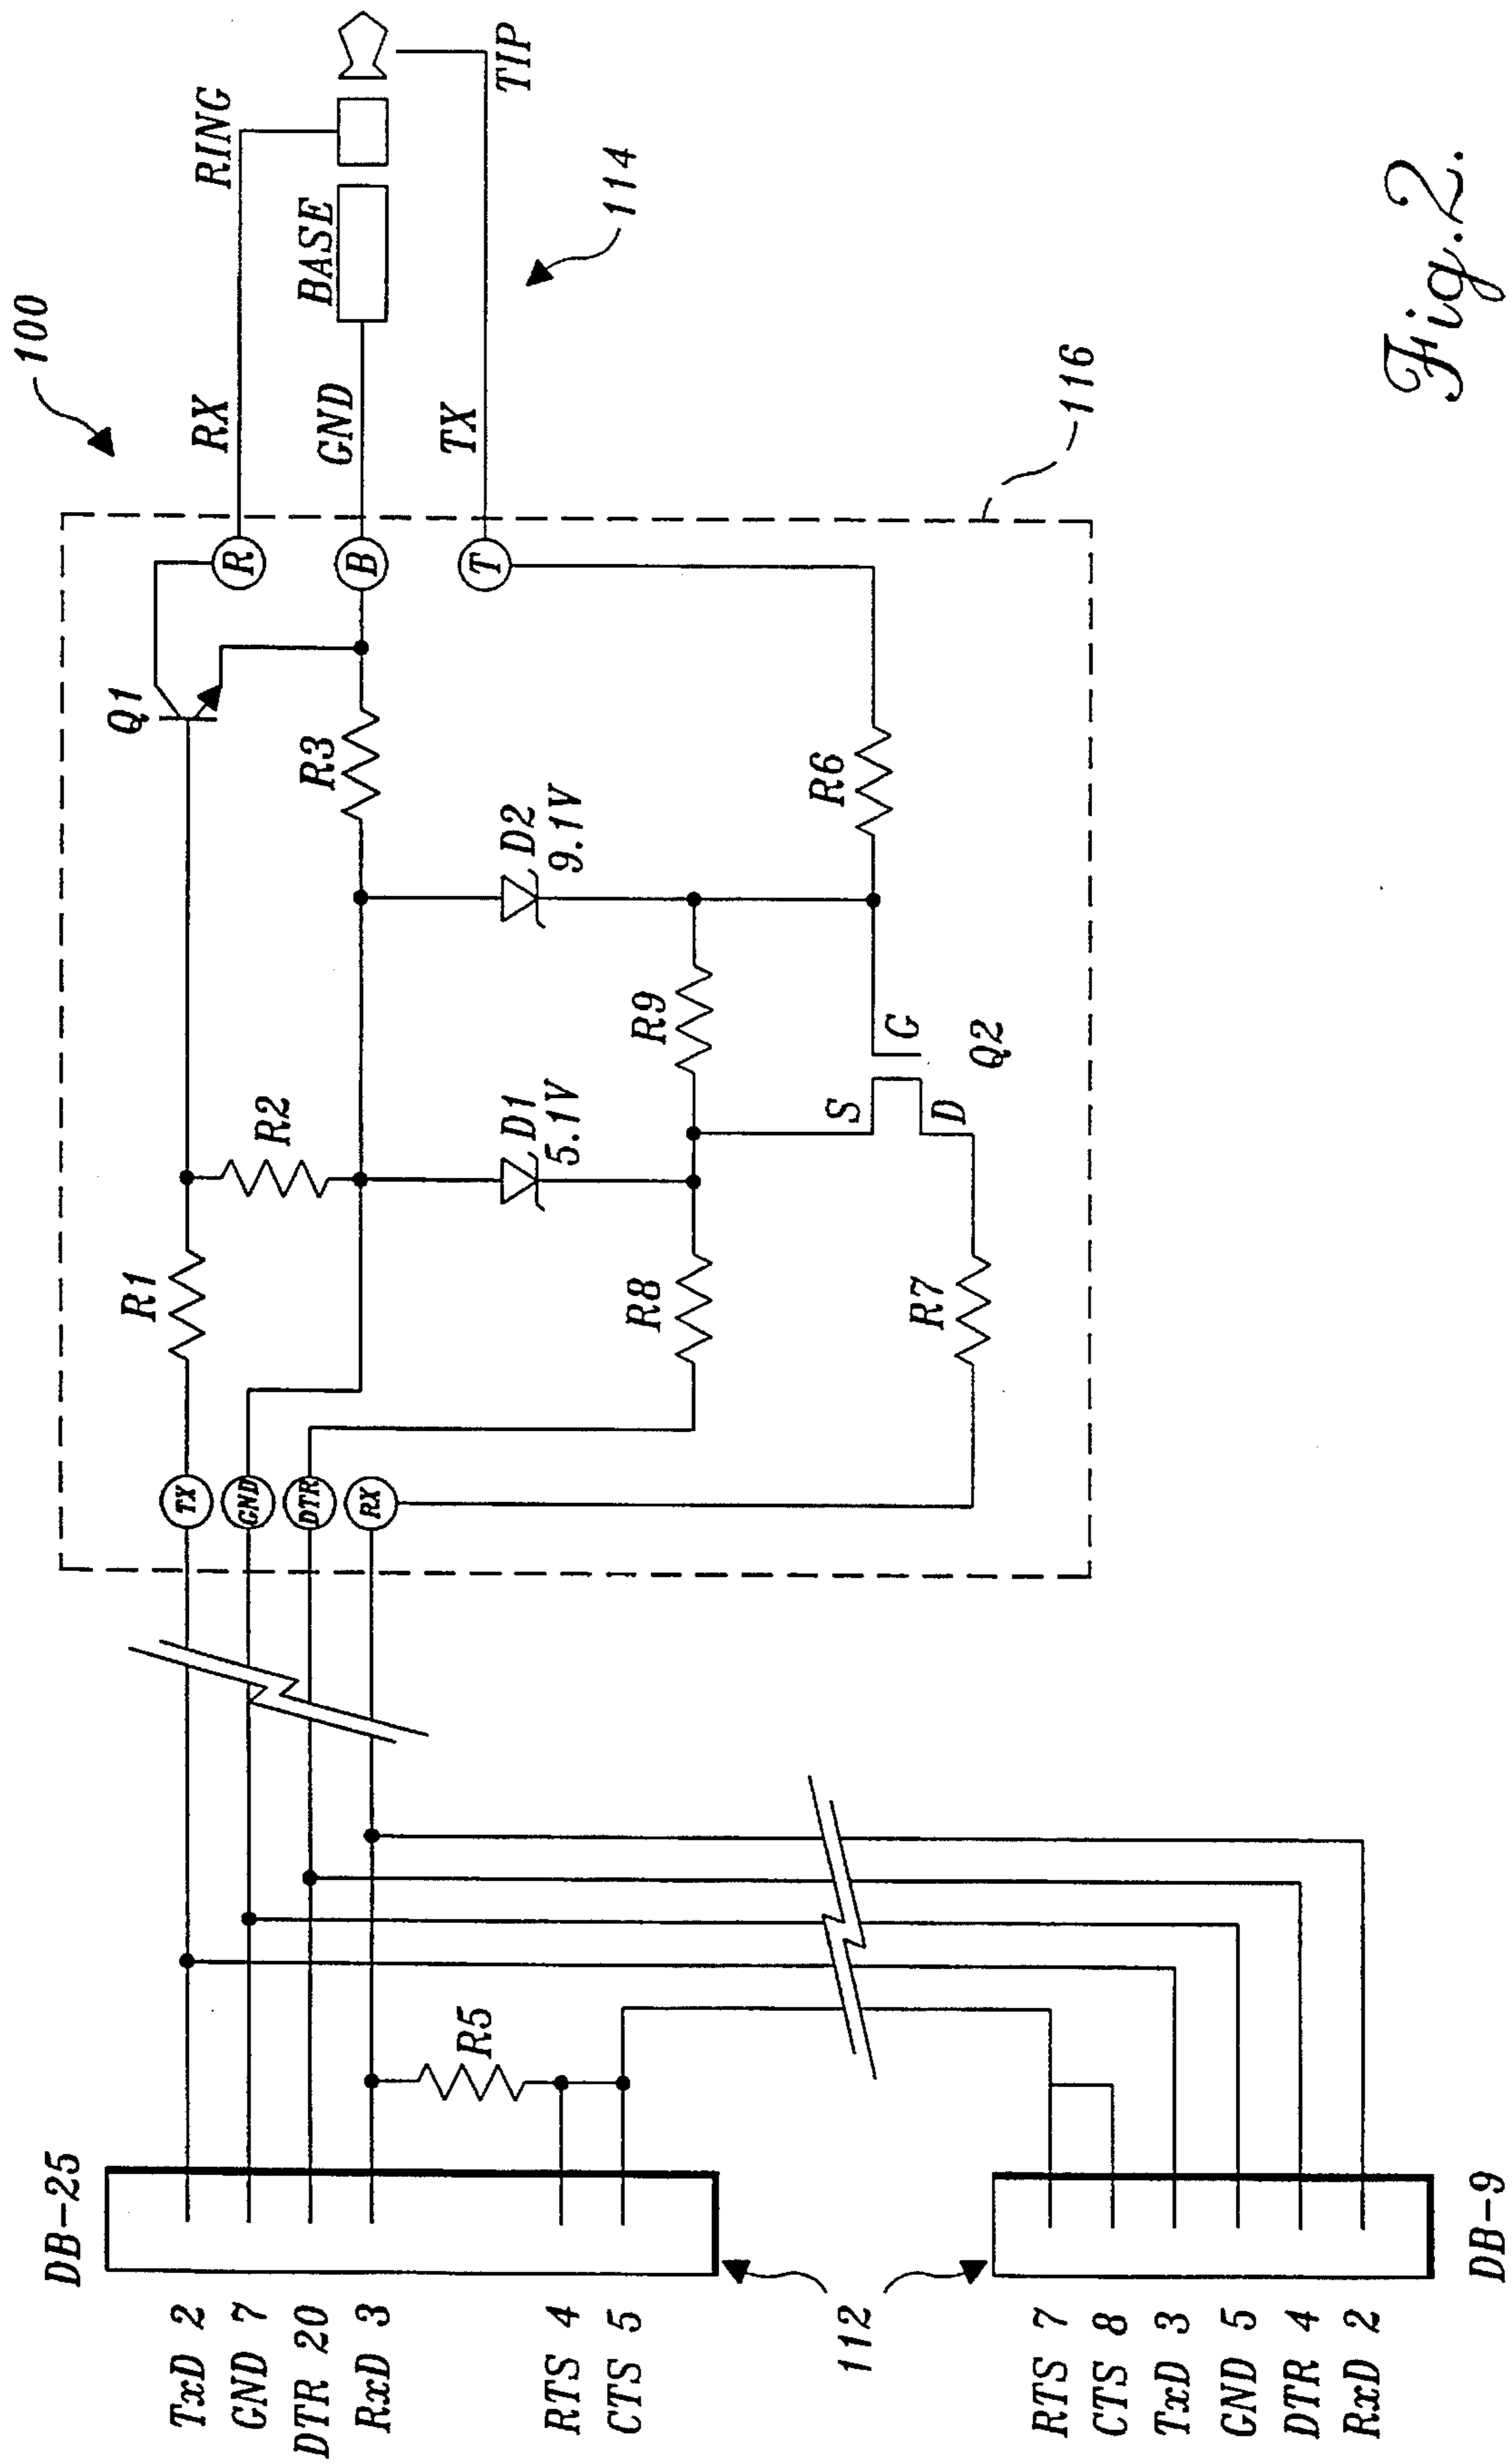 100
RX
RING
GND
BASE
TX
TIP
114
116
R
B
T
Q1
R3
D2
9.1V
R6
R2
D1
5.1V
R9
S
G
D
Q2
R1
R8
R7
TX
GND
DTR
RX
R5
DB-25
TxD 2
GND 7
DTR 20
RxD 3
RTS 4
CTS 5
112
RTS 7
CTS 8
TxD 3
GND 5
DTR 4
RxD 2
DB-9
Fig.2.